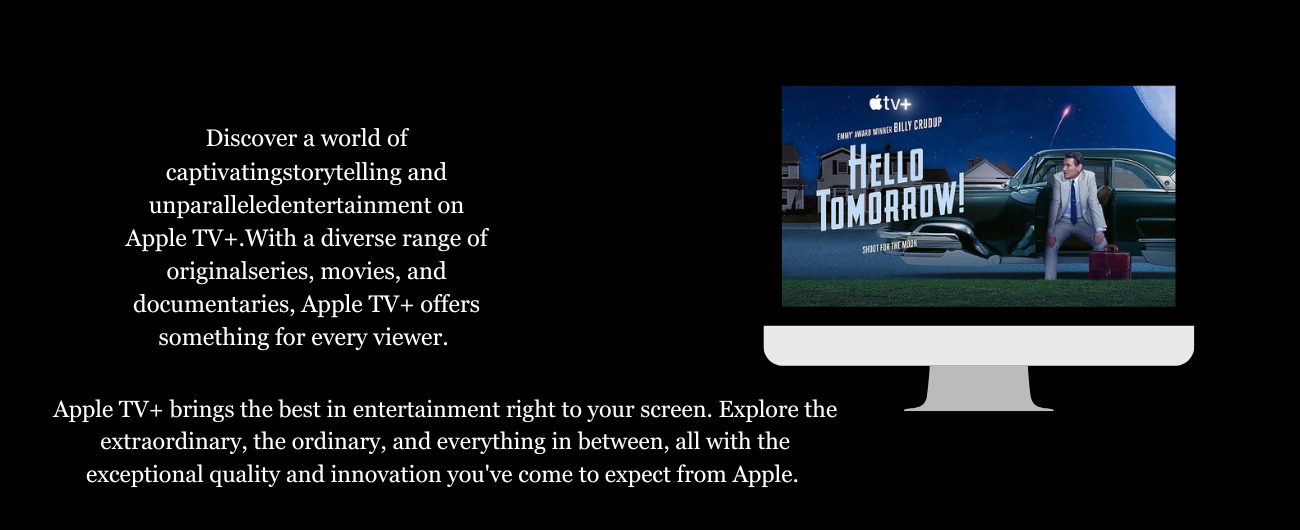 Discover a world of
captivatingstorytelling and
unparalleledentertainment on
Apple TV+.With a diverse range of
originalseries, movies, and
documentaries, Apple TV+ offers
something for every viewer.
Apple TV+ brings the best in entertainment right to your screen. Explore the
extraordinary, the ordinary, and everything in between, all with the
exceptional quality and innovation you've come to expect from Apple.
tv+
EMMY® AWARD WINNER BILLY CRUDUP
HELLO
TOMORROW!
SHOOT FOR THE MOON